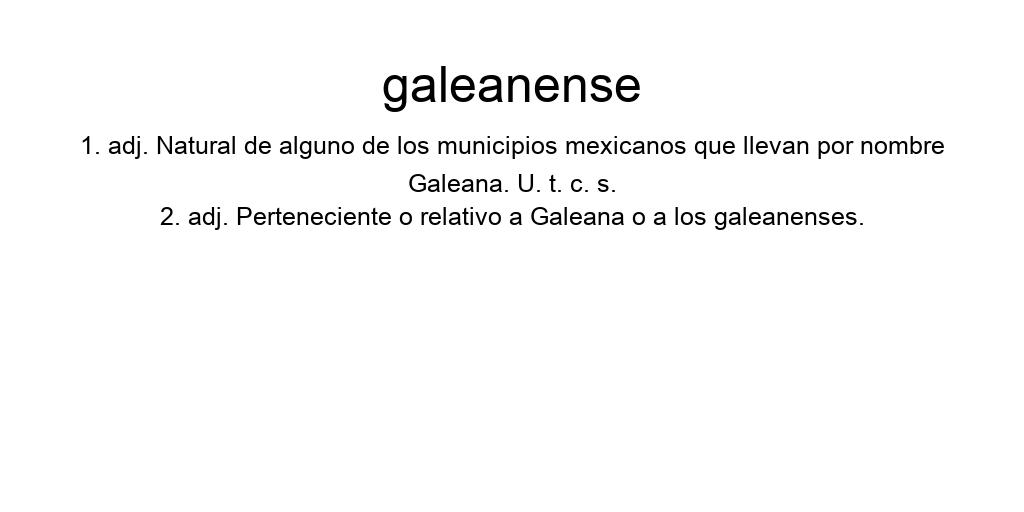 galeanense
1. adj. Natural de alguno de los municipios mexicanos que llevan por nombre
Galeana. U. t. c. s.
2. adj. Perteneciente o relativo a Galeana o a los galeanenses.